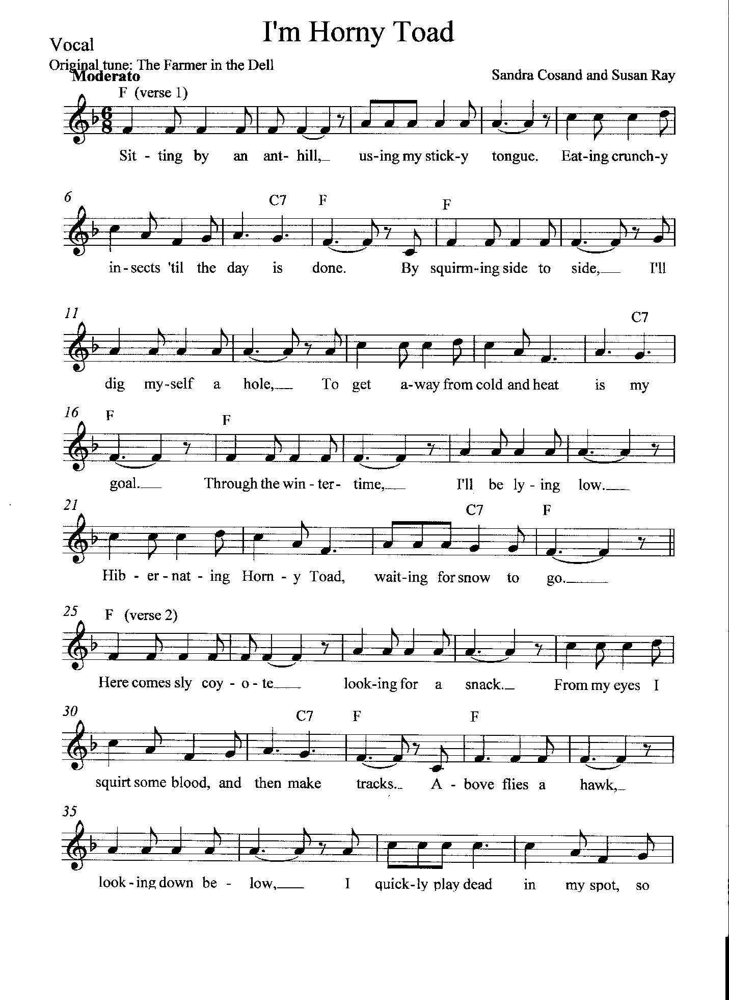 I'm Horny Toad
Vocal
Original tune: The Farmer in the Dell
Moderato
Sandra Cosand and Susan Ray
F (verse 1)
Sit - ting by an ant- hill,_ us-ing my stick-y tongue. Eat-ing crunch-y
6 C7 F F
in - sects 'til the day is done. By squirm-ing side to side,_ I'll
11 C7
dig my-self a hole,_ To get a-way from cold and heat is my
16 F F
goal._ Through the win - ter- time,_ I'll be ly - ing low._
21 C7 F
Hib - er - nat - ing Horn - y Toad, wait-ing for snow to go._
25 F (verse 2)
Here comes sly coy - o - te_ look-ing for a snack._ From my eyes I
30 C7 F F
squirt some blood, and then make tracks._ A - bove flies a hawk,_
35
look - ing down be - low,_ I quick-ly play dead in my spot, so